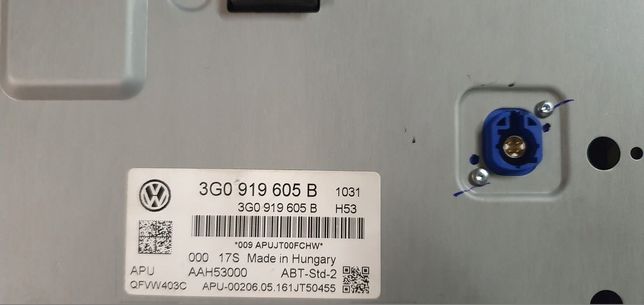 3G0 919 605 B 1031
3G0 919 605 B H53
*009 APUJT00FCHW*
000 17S Made in Hungary
APU AAH53000 ABT-Std-2
QFVW403C APU-00206.05.161JT50455